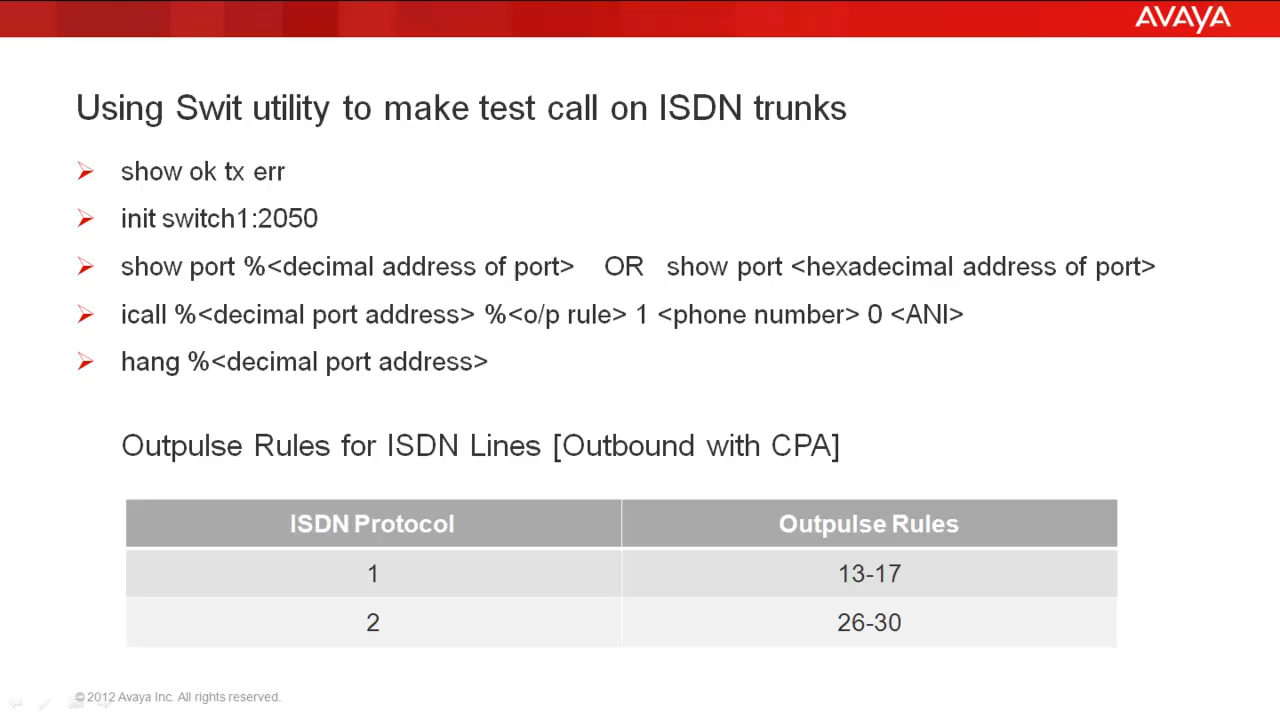 AVAYA
Using Swit utility to make test call on ISDN trunks
show ok tx err
init switch1:2050
show port %<decimal address of port> OR show port <hexadecimal address of port>
icall %<decimal port address> %<o/p rule> 1 <phone number> 0 <ANI>
hang %<decimal port address>
Outpulse Rules for ISDN Lines [Outbound with CPA]
ISDN Protocol Outpulse Rules
1 13-17
2 26-30
© 2012 Avaya Inc. All rights reserved.